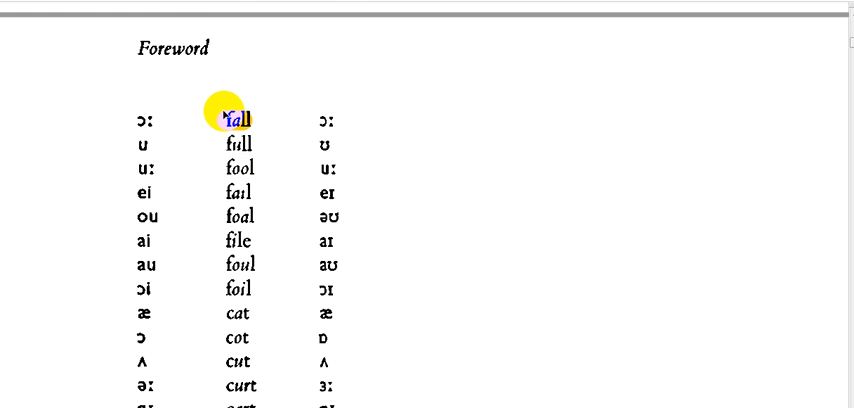 Foreword
ɔː fall ɔː
u full ʊ
uː fool uː
ei fail eɪ
ou foal əʊ
ai file aɪ
au foul aʊ
ɔi foil ɔɪ
æ cat æ
ɔ cot ɒ
ʌ cut ʌ
əː curt ɜː